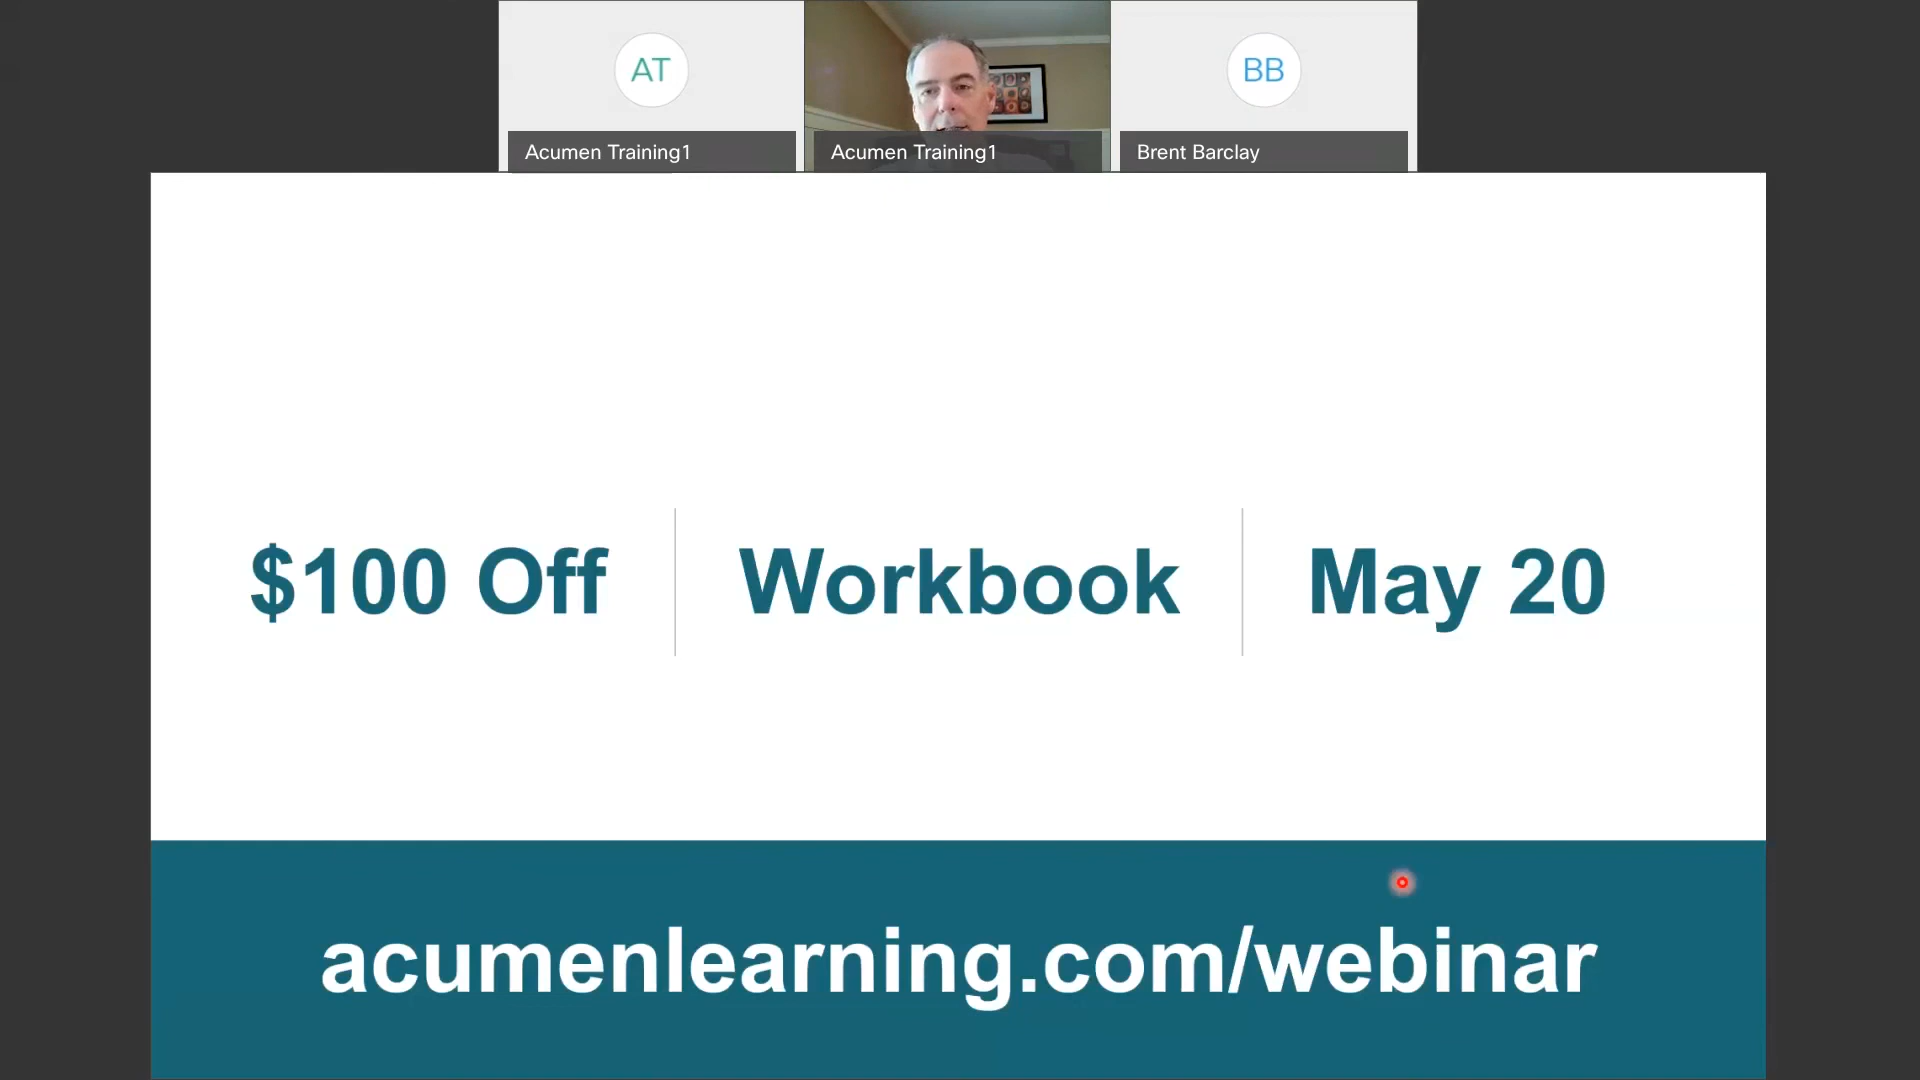 AT
BB
Acumen Training1
Acumen Training1
Brent Barclay
$100 Off
Workbook
May 20
acumenlearning.com/webinar